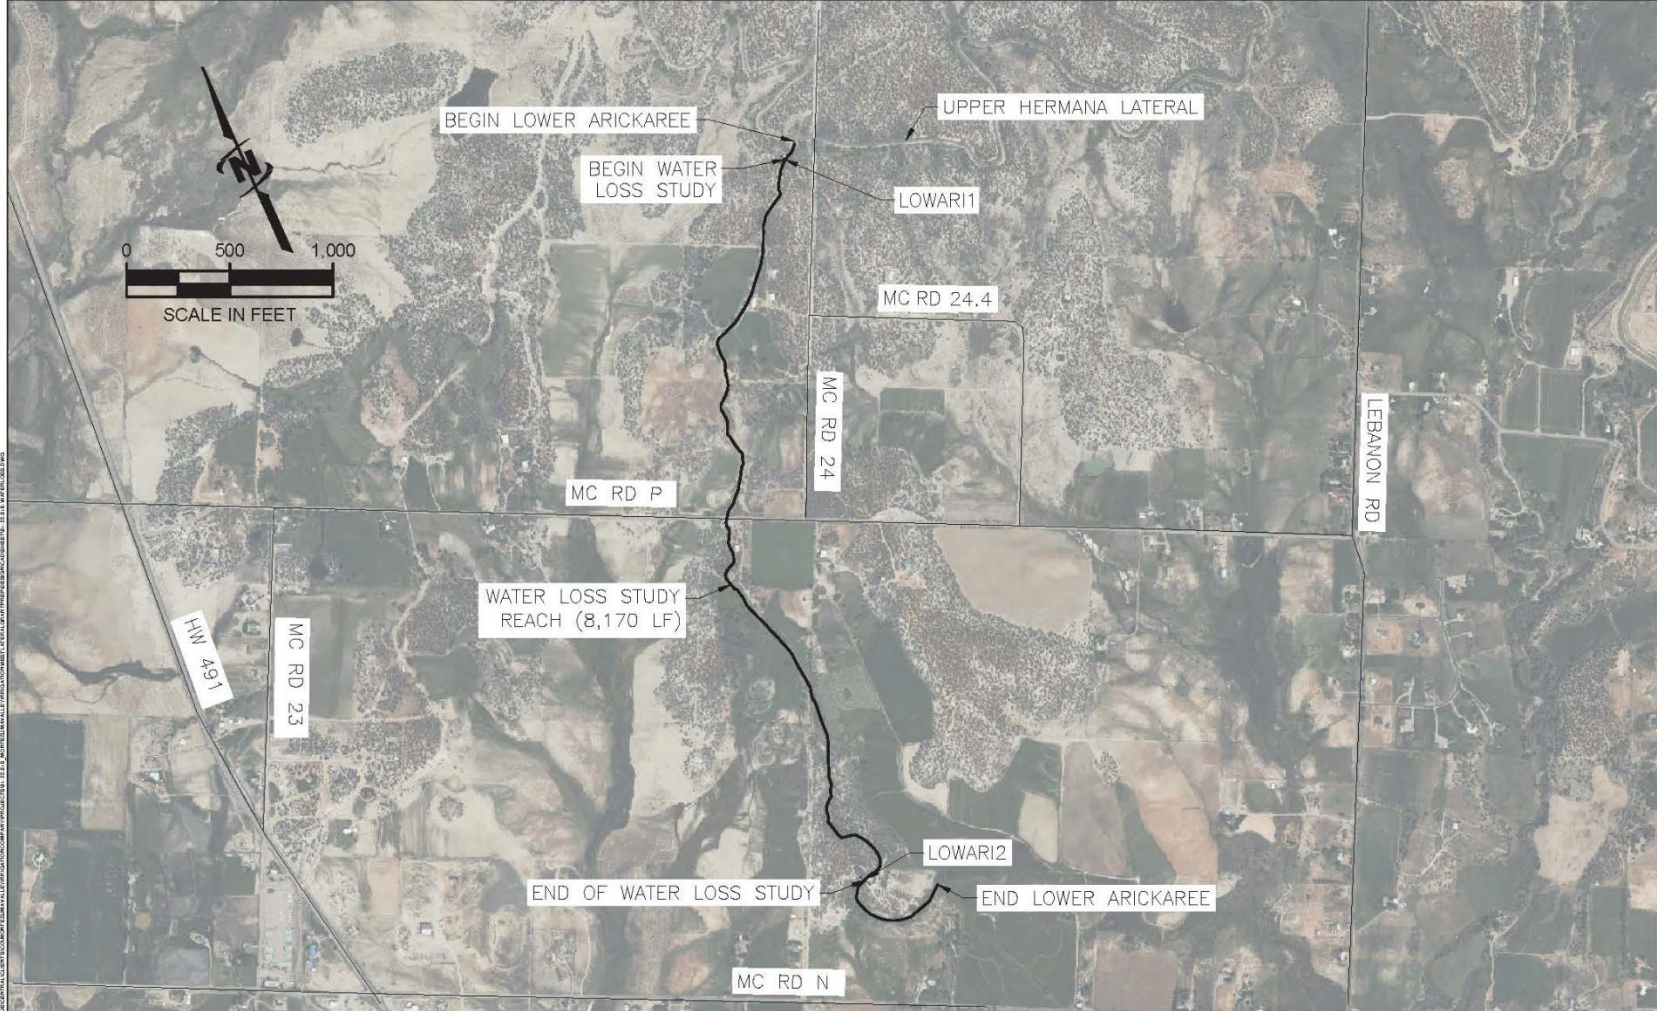 BEGIN LOWER ARICKAREE
UPPER HERMANA LATERAL
BEGIN WATER
LOSS STUDY
LOWARI1
N
0 500 1,000
SCALE IN FEET
MC RD 24.4
MC RD 24
LEBANON RD
MC RD P
WATER LOSS STUDY
REACH (8,170 LF)
HW 491
MC RD 23
LOWARI2
END OF WATER LOSS STUDY
END LOWER ARICKAREE
MC RD N